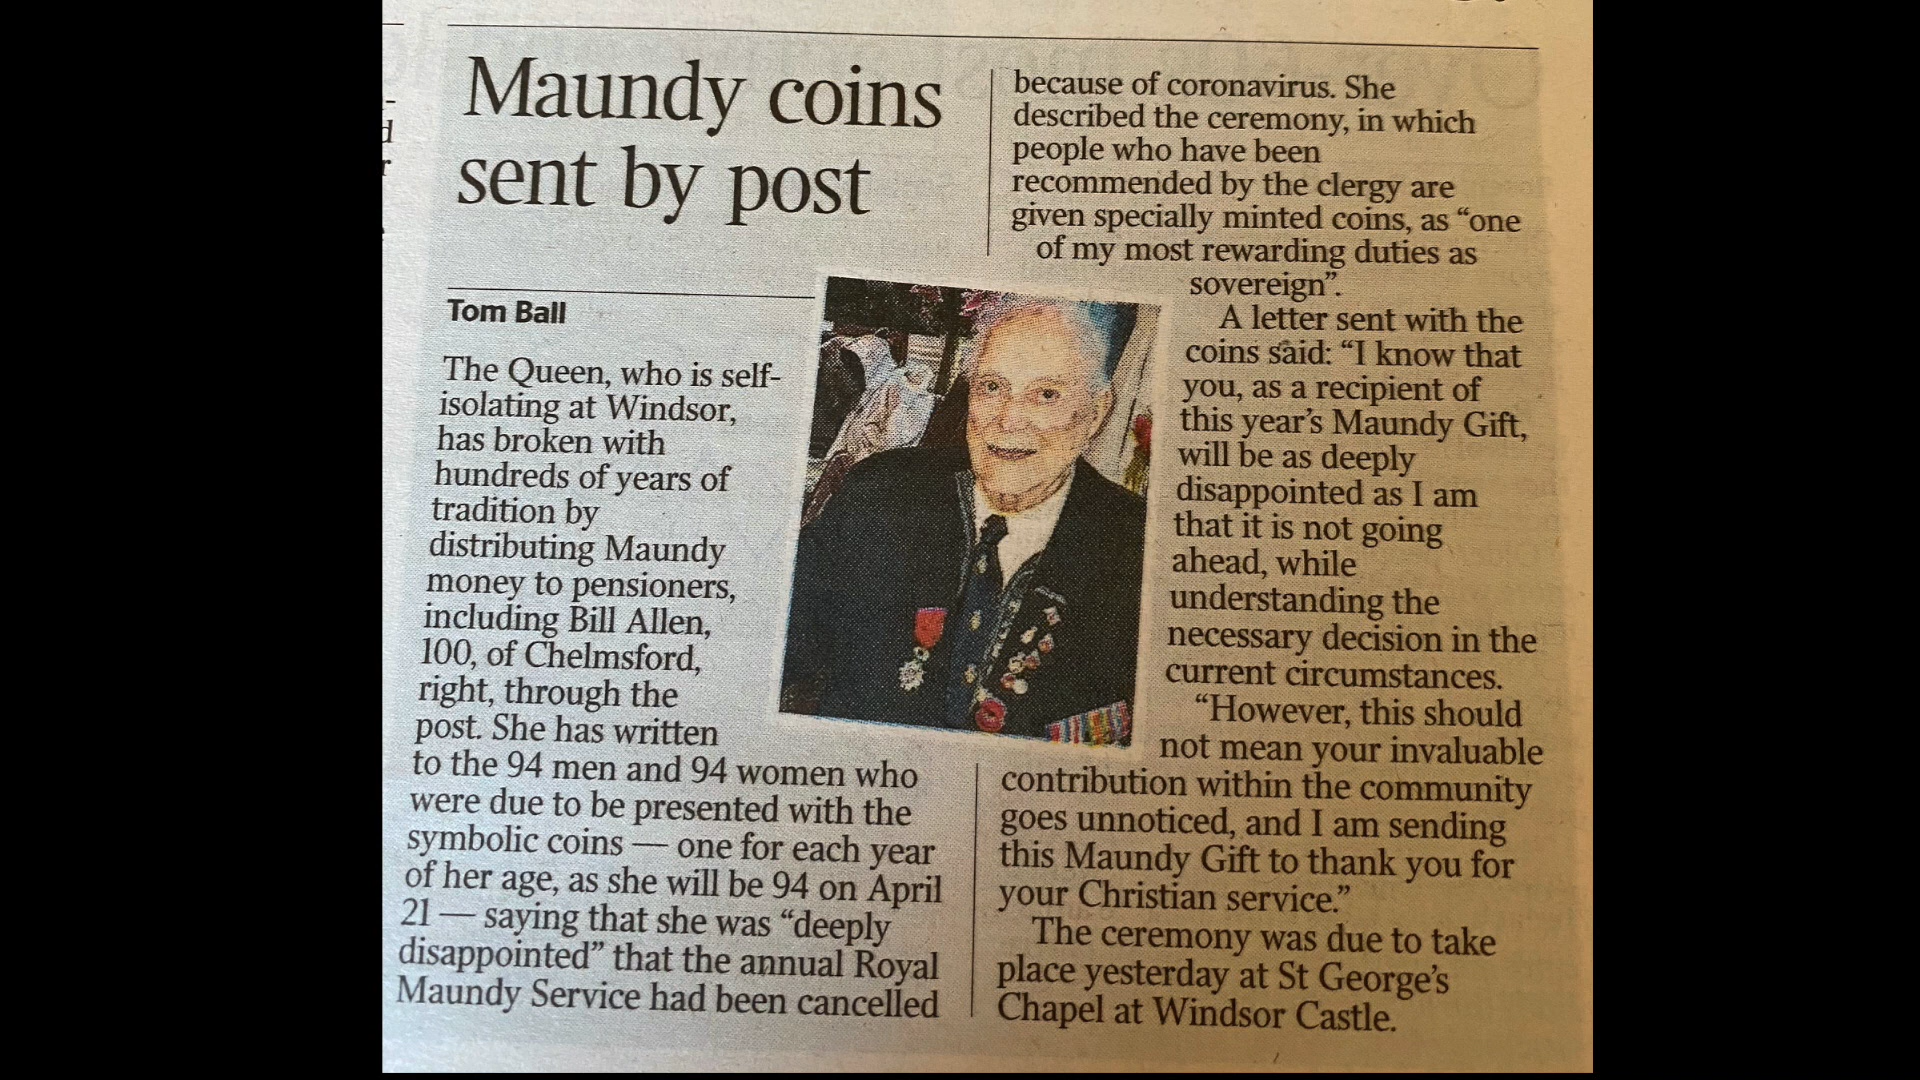 Maundy coins
sent by post
Tom Ball
The Queen, who is self-
isolating at Windsor,
has broken with
hundreds of years of
tradition by
distributing Maundy
money to pensioners,
including Bill Allen,
100, of Chelmsford,
right, through the
post. She has written
to the 94 men and 94 women who
were due to be presented with the
symbolic coins — one for each year
of her age, as she will be 94 on April
21 — saying that she was “deeply
disappointed” that the annual Royal
Maundy Service had been cancelled
because of coronavirus. She
described the ceremony, in which
people who have been
recommended by the clergy are
given specially minted coins, as “one
of my most rewarding duties as
sovereign”.
A letter sent with the
coins said: “I know that
you, as a recipient of
this year’s Maundy Gift,
will be as deeply
disappointed as I am
that it is not going
ahead, while
understanding the
necessary decision in the
current circumstances.
“However, this should
not mean your invaluable
contribution within the community
goes unnoticed, and I am sending
this Maundy Gift to thank you for
your Christian service.”
The ceremony was due to take
place yesterday at St George’s
Chapel at Windsor Castle.